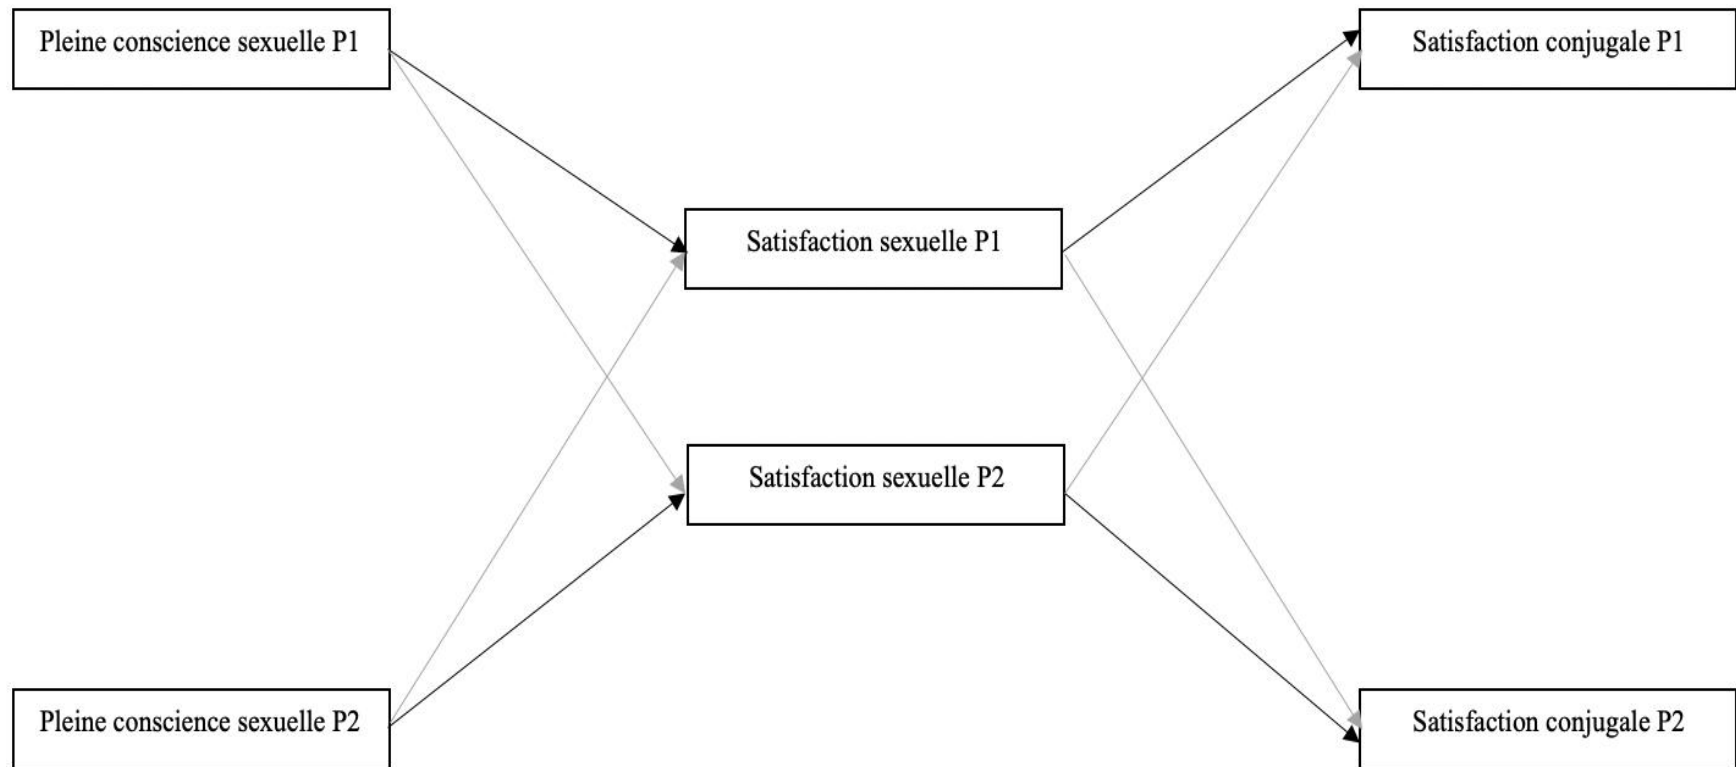 Pleine conscience sexuelle P1
Satisfaction conjugale P1
Satisfaction sexuelle P1
Satisfaction sexuelle P2
Pleine conscience sexuelle P2
Satisfaction conjugale P2